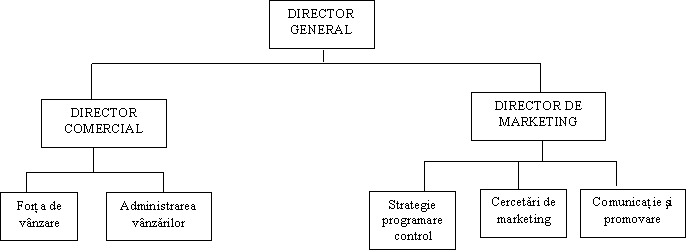 DIRECTOR
GENERAL
DIRECTOR
COMERCIAL
DIRECTOR DE
MARKETING
Forţa de
vânzare
Administrarea
vânzărilor
Strategie
programare
control
Cercetări de
marketing
Comunicaţie şi
promovare